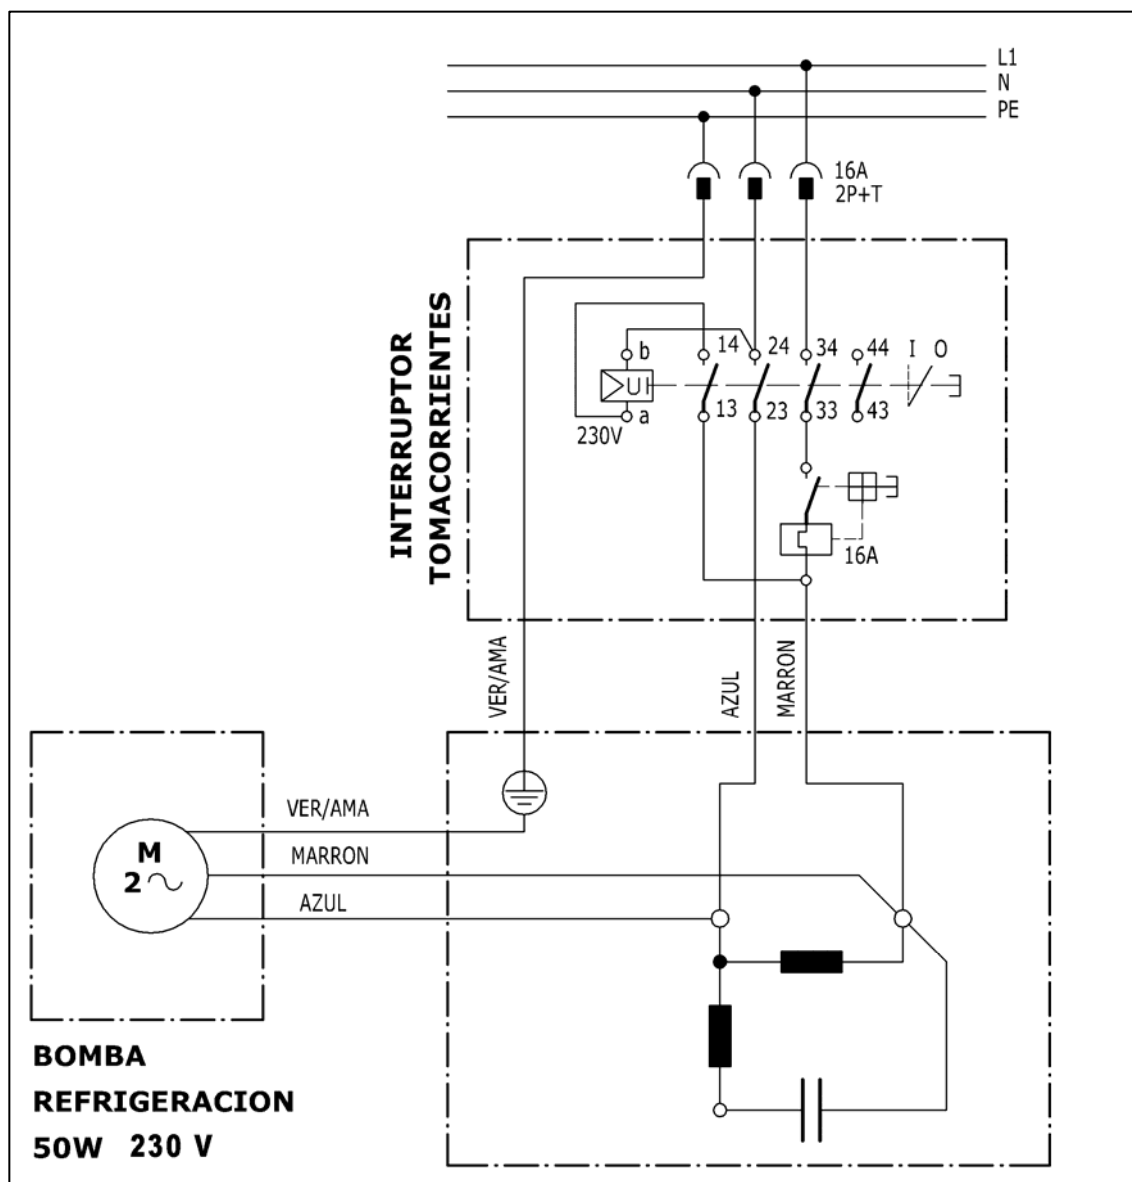 L1
N
PE
16A
2P+T
INTERRUPTOR
TOMACORRIENTES
b
14
24
34
44
I
O
U
a
13
23
33
43
230V
16A
VER/AMA
AZUL
MARRON
VER/AMA
MARRON
AZUL
M
2
BOMBA
REFRIGERACION
50W 230 V